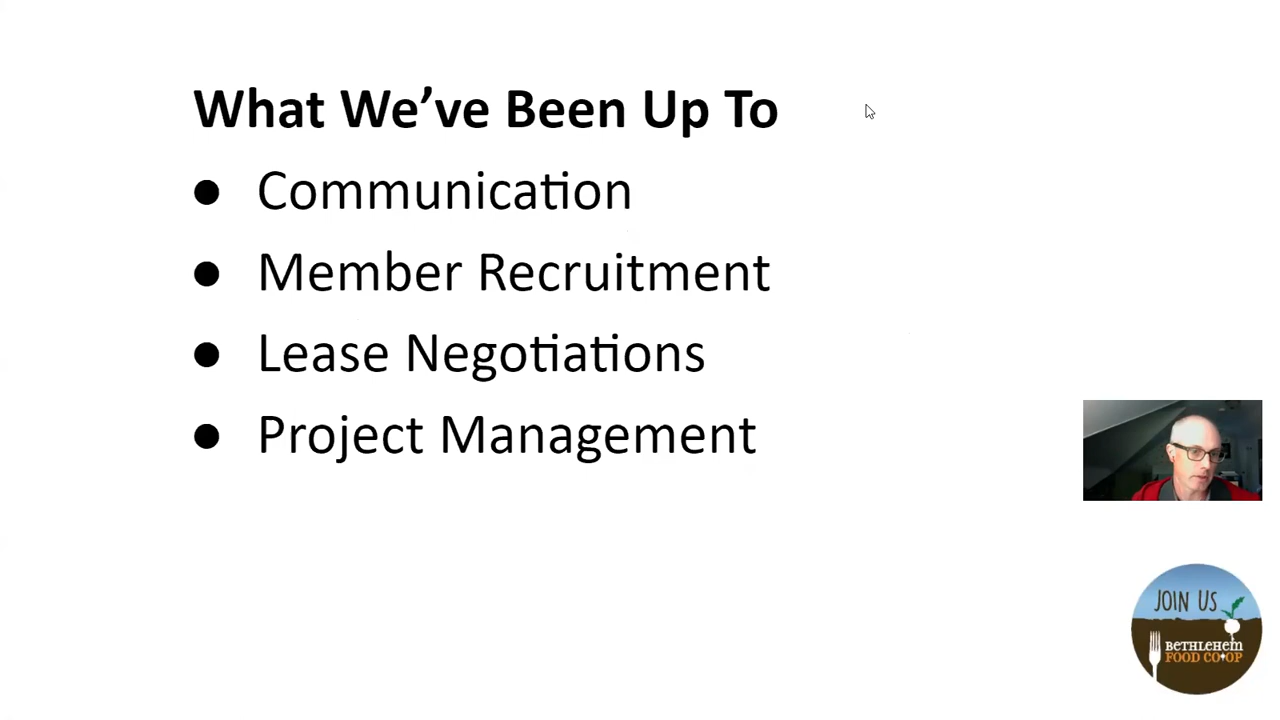 What We’ve Been Up To
● Communication
● Member Recruitment
● Lease Negotiations
● Project Management
JOIN US
BETHLEHEM
FOOD CO•OP